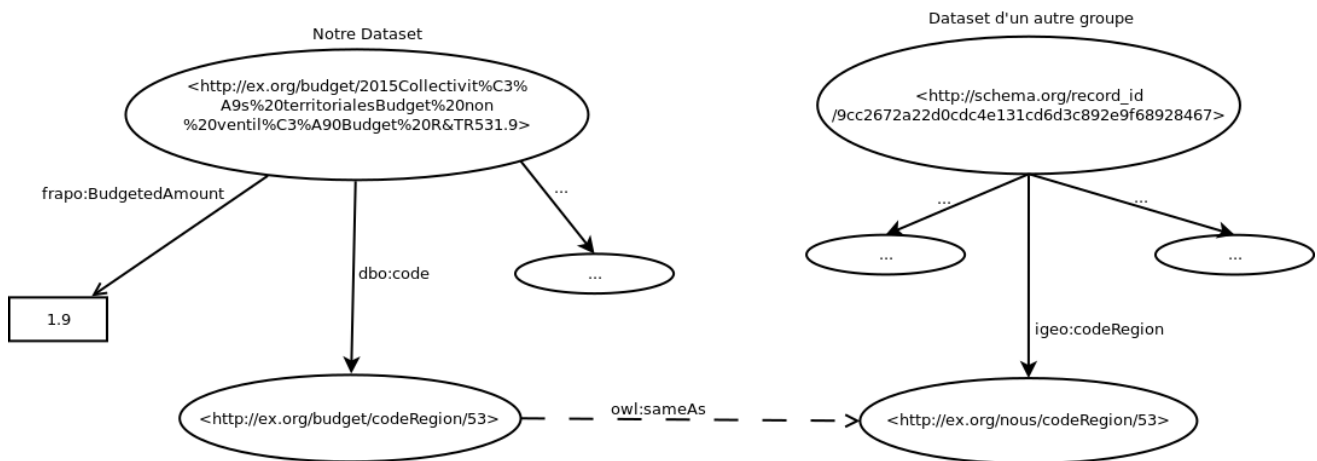 Notre Dataset
<http://ex.org/budget/2015Collectivit%C3%
A9s%20territorialesBudget%20non
%20ventil%C3%A90Budget%20R&TR531.9>
frapo:BudgetedAmount
...
dbo:code
...
1.9
<http://ex.org/budget/codeRegion/53>
owl:sameAs
Dataset d'un autre groupe
<http://schema.org/record_id
/9cc2672a22d0cdc4e131cd6d3c892e9f68928467>
...
...
...
...
igeo:codeRegion
<http://ex.org/nous/codeRegion/53>